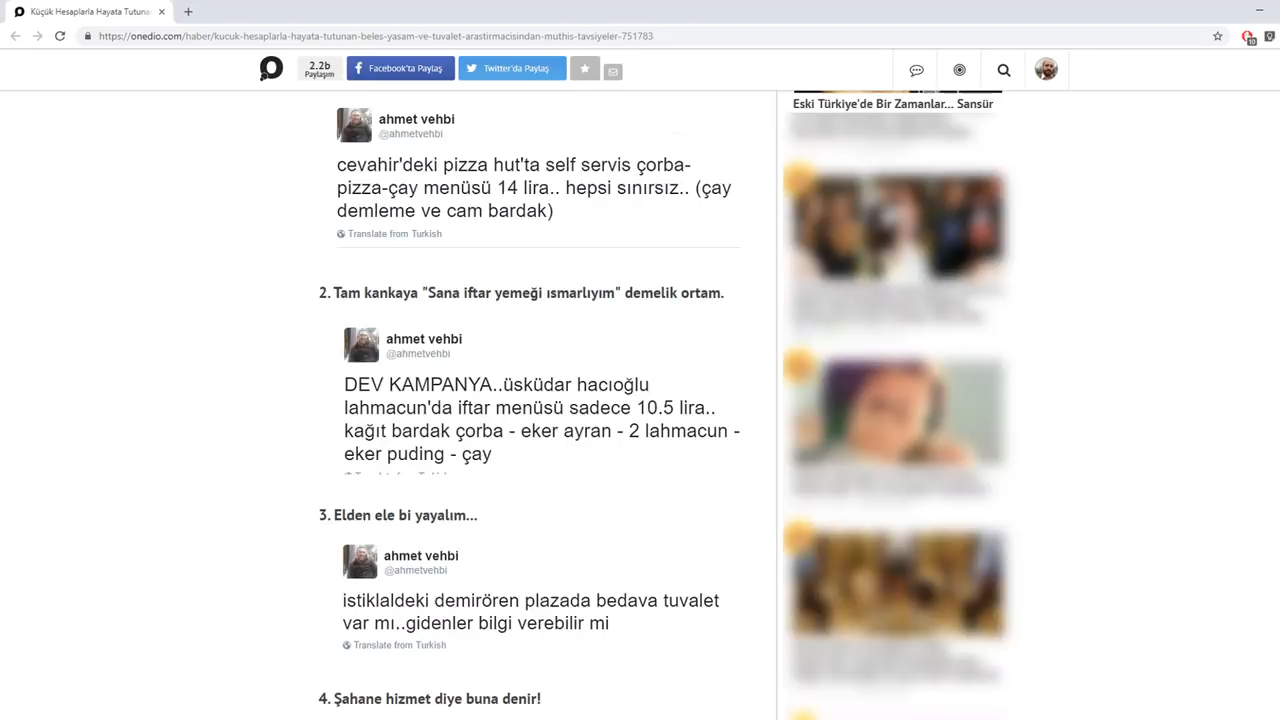 Küçük Hesaplarla Hayata Tutuna
https://onedio.com/haber/kucuk-hesaplarla-hayata-tutunan-beles-yasam-ve-tuvalet-arastirmacisindan-muthis-tavsiyeler-751783
10
2.2b
Paylaşım
Facebook'ta Paylaş
Twitter'da Paylaş
Eski Türkiye'de Bir Zamanlar... Sansür
ahmet vehbi
@ahmetvehbi
cevahir'deki pizza hut'ta self servis çorba-
pizza-çay menüsü 14 lira.. hepsi sınırsız.. (çay
demleme ve cam bardak)
Translate from Turkish
2. Tam kankaya "Sana iftar yemeği ısmarlıyım" demelik ortam.
ahmet vehbi
@ahmetvehbi
DEV KAMPANYA..üsküdar hacıoğlu
lahmacun'da iftar menüsü sadece 10.5 lira..
kağıt bardak çorba - eker ayran - 2 lahmacun -
eker puding - çay
3. Elden ele bi yayalım...
ahmet vehbi
@ahmetvehbi
istiklaldeki demirören plazada bedava tuvalet
var mı..gidenler bilgi verebilir mi
Translate from Turkish
4. Şahane hizmet diye buna denir!